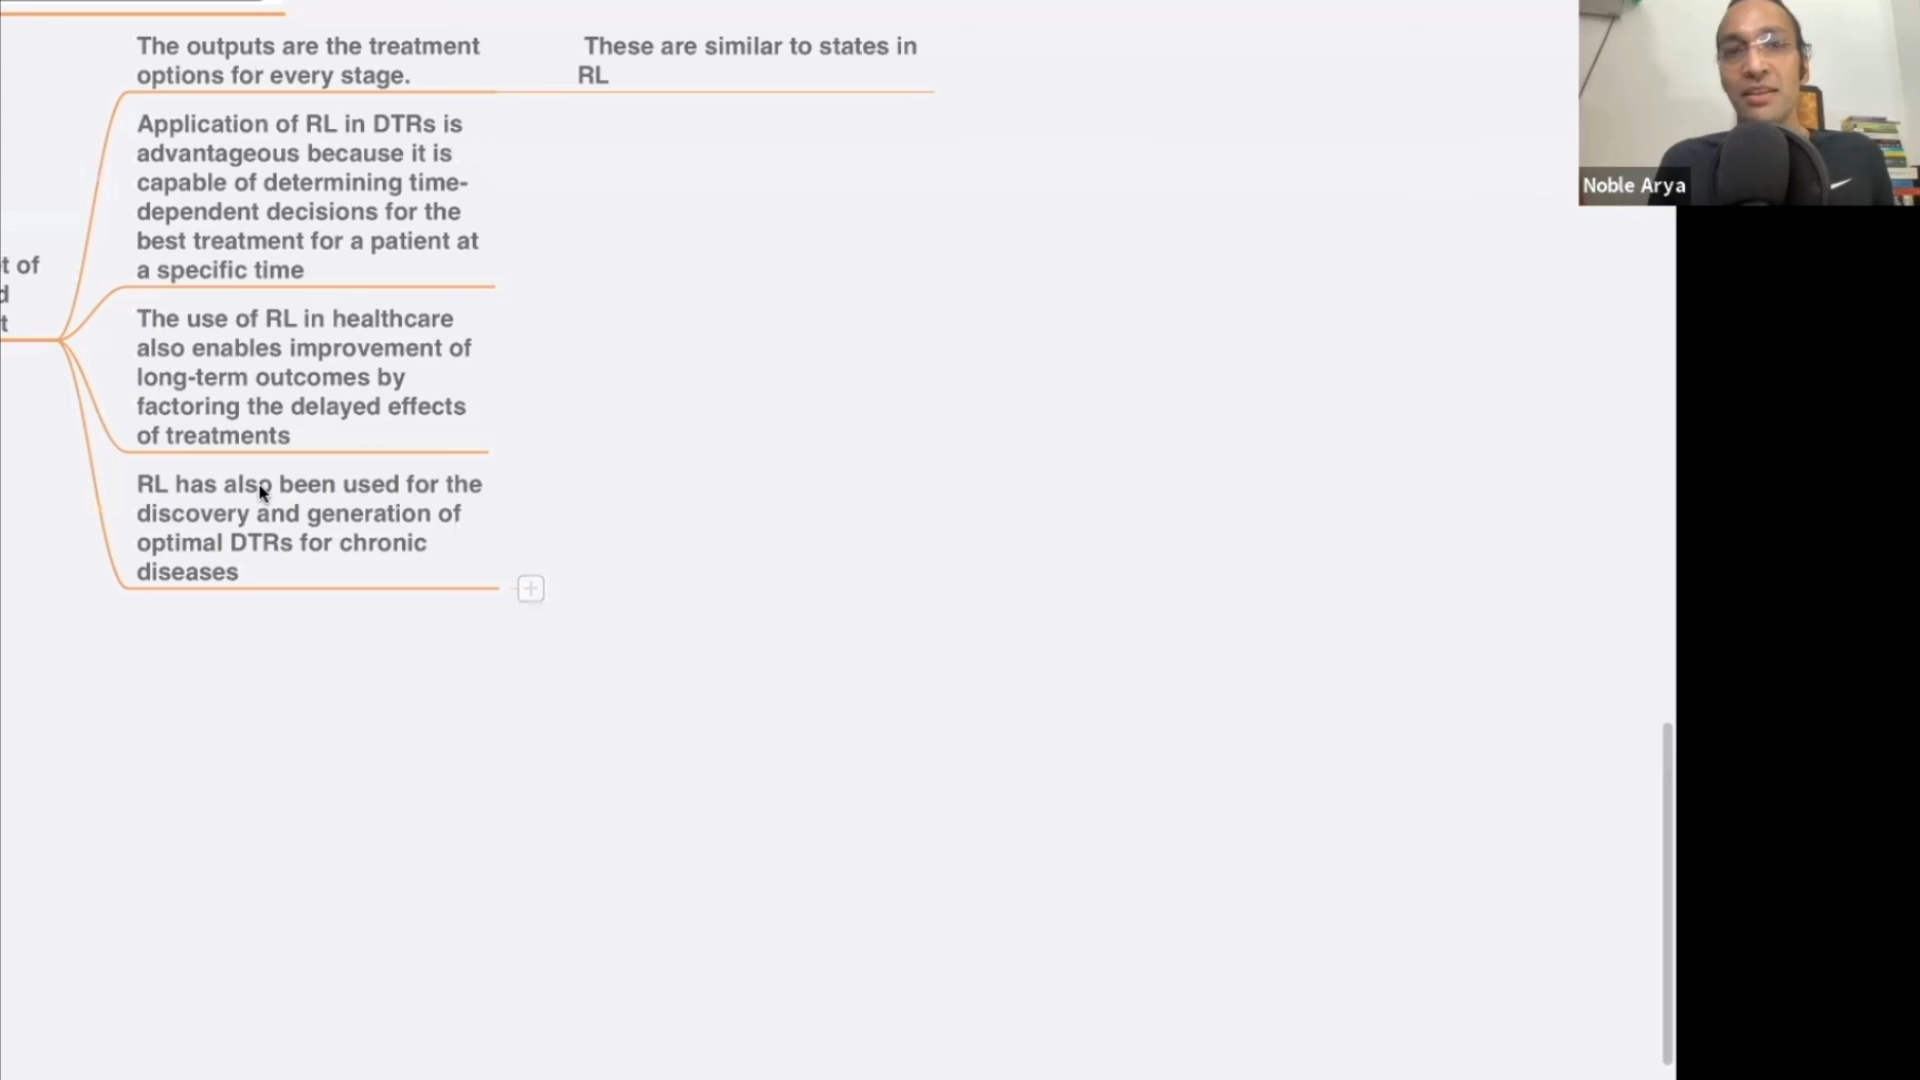 The outputs are the treatment
options for every stage.
These are similar to states in
RL
Application of RL in DTRs is
advantageous because it is
capable of determining time-
dependent decisions for the
best treatment for a patient at
a specific time
t of
t
The use of RL in healthcare
also enables improvement of
long-term outcomes by
factoring the delayed effects
of treatments
RL has also been used for the
discovery and generation of
optimal DTRs for chronic
diseases
Noble Arya